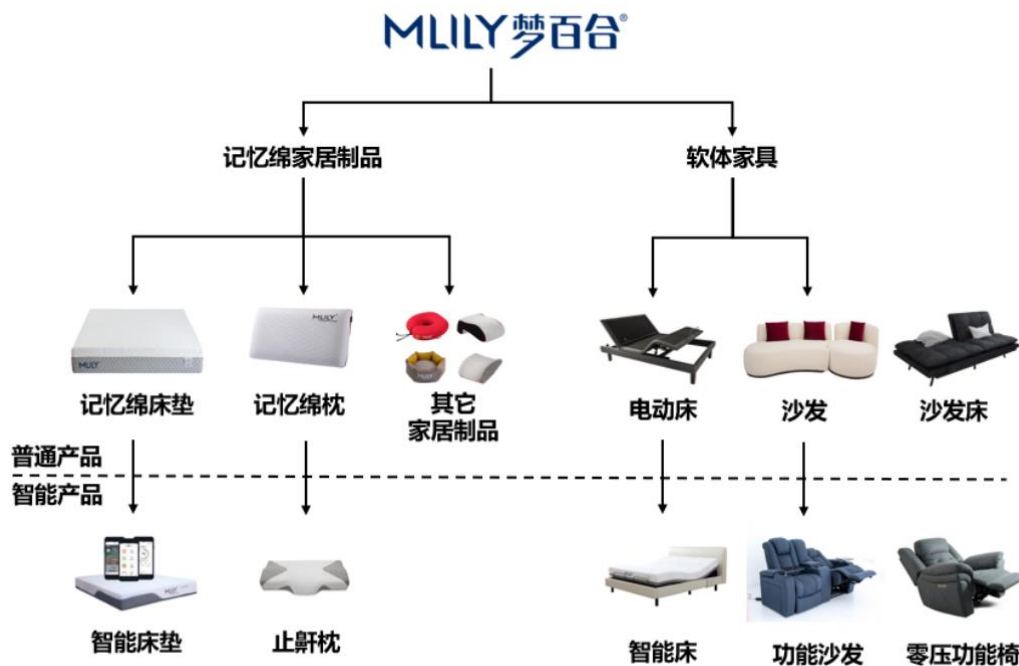 MLILY梦百合®
记忆绵家居制品
软体家具
MLILY
MLILY
记忆绵床垫
记忆绵枕
其它
家居制品
电动床
沙发
沙发床
普通产品
智能产品
MLILY
智能床垫
止鼾枕
智能床
功能沙发
零压功能椅